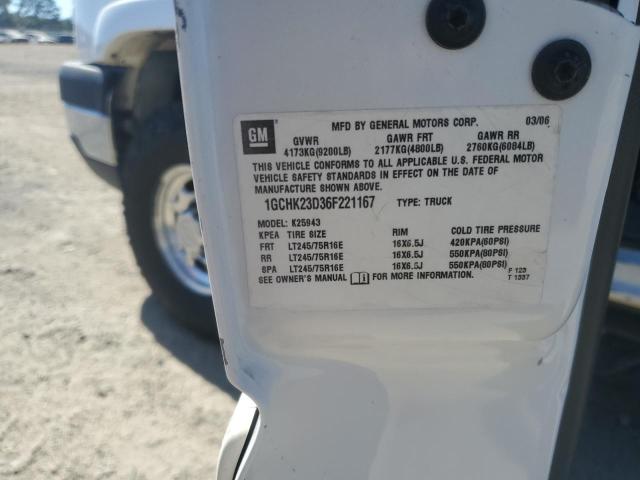 GM MFD BY GENERAL MOTORS CORP. 03/06
GVWR GAWR FRT GAWR RR
4173KG(9200LB) 2177KG(4800LB) 2760KG(6084LB)
THIS VEHICLE CONFORMS TO ALL APPLICABLE U.S. FEDERAL MOTOR
VEHICLE SAFETY STANDARDS IN EFFECT ON THE DATE OF
MANUFACTURE SHOWN ABOVE.
1GCHK23D36F221167 TYPE: TRUCK
MODEL: K25943
KPEA TIRE SIZE RIM COLD TIRE PRESSURE
FRT LT245/75R16E 16X6.5J 420KPA(60PSI)
RR LT245/75R16E 16X6.5J 550KPA(80PSI)
SPA LT245/75R16E 16X6.5J 550KPA(80PSI)
SEE OWNER'S MANUAL FOR MORE INFORMATION. F 123
T 1337